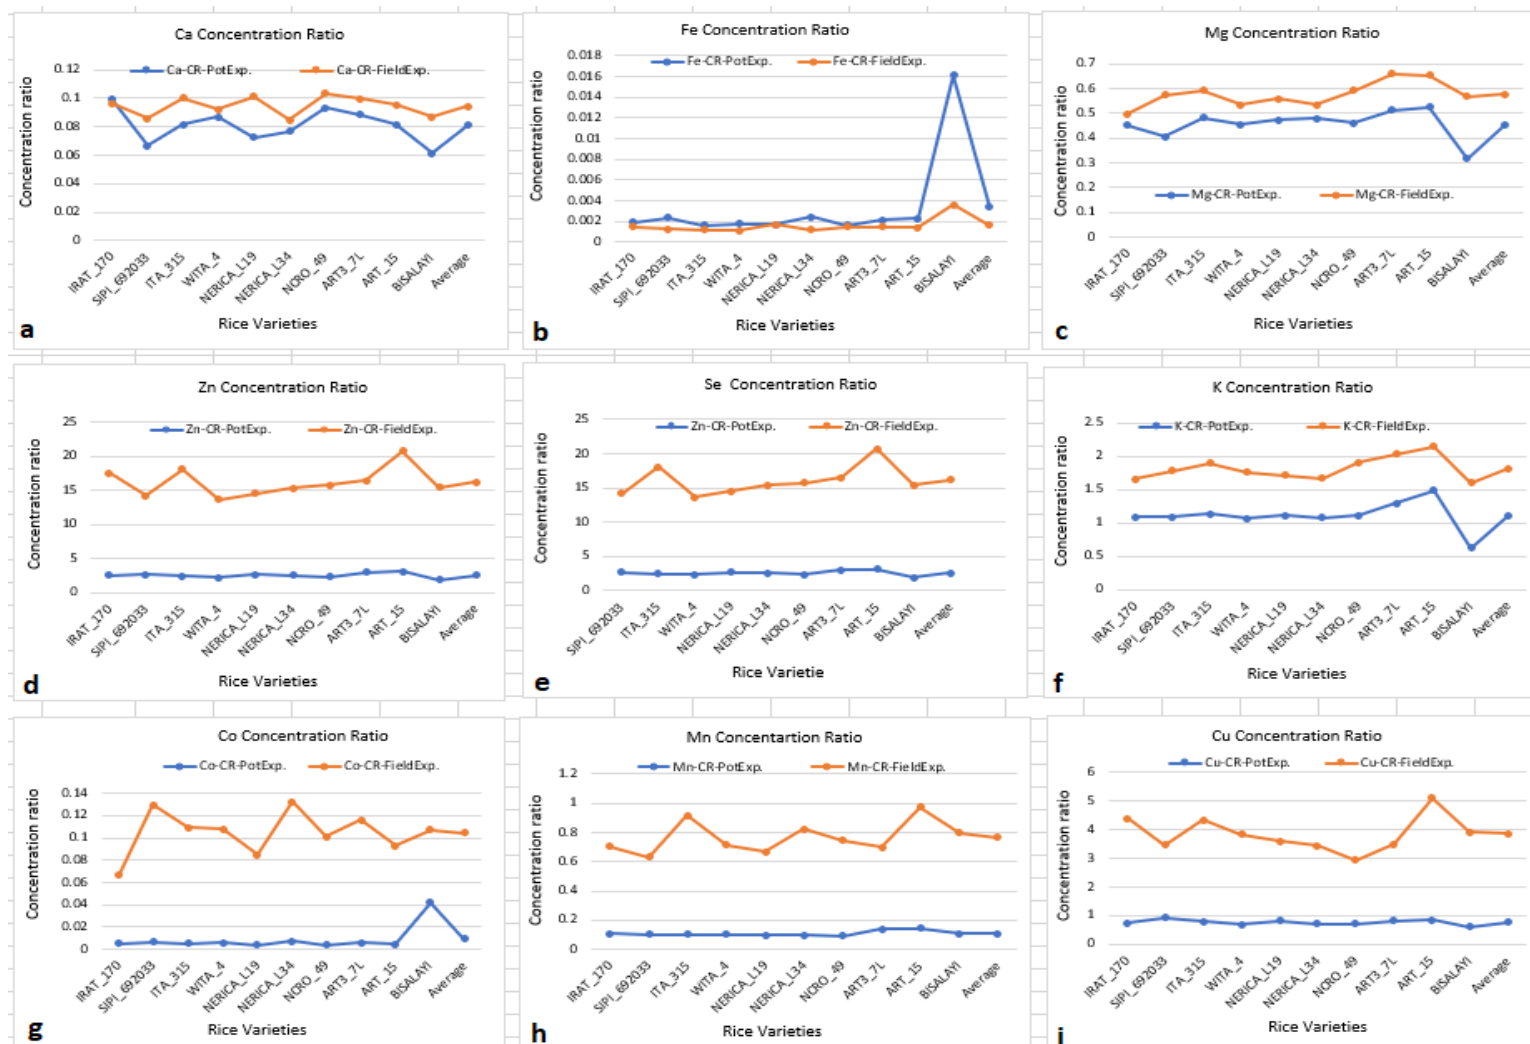 Ca Concentration Ratio
Ca-CR-PotExp. Ca-CR-FieldExp.
Concentration ratio
0.12
0.1
0.08
0.06
0.04
0.02
0
IRAT_170 SIPI_692033 ITA_315 WITA_4 NERICA_L19 NERICA_L34 NCRO_49 ART3_7L ART_15 BISALAYI Average
Rice Varieties
a
Fe Concentration Ratio
Fe-CR-PotExp. Fe-CR-FieldExp.
Concentration ratio
0.018
0.016
0.014
0.012
0.01
0.008
0.006
0.004
0.002
0
IRAT_170 SIPI_692033 ITA_315 WITA_4 NERICA_L19 NERICA_L34 NCRO_49 ART3_7L ART_15 BISALAYI Average
Rice Varieties
b
Mg Concentration Ratio
Concentration ratio
0.7
0.6
0.5
0.4
0.3
0.2
0.1
0
Mg-CR-PotExp. Mg-CR-FieldExp.
IRAT_170 SIPI_692033 ITA_315 WITA_4 NERICA_L19 NERICA_L34 NCRO_49 ART3_7L ART_15 BISALAYI Average
Rice Varieties
c
Zn Concentration Ratio
Zn-CR-PotExp. Zn-CR-FieldExp.
Concentration ratio
25
20
15
10
5
0
IRAT_170 SIPI_692033 ITA_315 WITA_4 NERICA_L19 NERICA_L34 NCRO_49 ART3_7L ART_15 BISALAYI Average
Rice Varieties
d
Se Concentration Ratio
Zn-CR-PotExp. Zn-CR-FieldExp.
Concentration ratio
25
20
15
10
5
0
SIPI_692033 ITA_315 WITA_4 NERICA_L19 NERICA_L34 NCRO_49 ART3_7L ART_15 BISALAYI Average
Rice Varietie
e
K Concentration Ratio
K-CR-PotExp. K-CR-FieldExp.
Concentration ratio
2.5
2
1.5
1
0.5
0
IRAT_170 SIPI_692033 ITA_315 WITA_4 NERICA_L19 NERICA_L34 NCRO_49 ART3_7L ART_15 BISALAYI Average
Rice Varieties
f
Co Concentration Ratio
Co-CR-PotExp. Co-CR-FieldExp.
Concentration ratio
0.14
0.12
0.1
0.08
0.06
0.04
0.02
0
IRAT_170 SIPI_692033 ITA_315 WITA_4 NERICA_L19 NERICA_L34 NCRO_49 ART3_7L ART_15 BISALAYI Average
Rice Varieties
g
Mn Concentartion Ratio
Mn-CR-PotExp. Mn-CR-FieldExp.
Concentration ratio
1.2
1
0.8
0.6
0.4
0.2
0
IRAT_170 SIPI_692033 ITA_315 WITA_4 NERICA_L19 NERICA_L34 NCRO_49 ART3_7L ART_15 BISALAYI Average
Rice Varieties
h
Cu Concentration Ratio
Cu-CR-PotExp. Cu-CR-FieldExp.
Concentration ratio
6
5
4
3
2
1
0
IRAT_170 SIPI_692033 ITA_315 WITA_4 NERICA_L19 NERICA_L34 NCRO_49 ART3_7L ART_15 BISALAYI Average
Rice Varieties
i